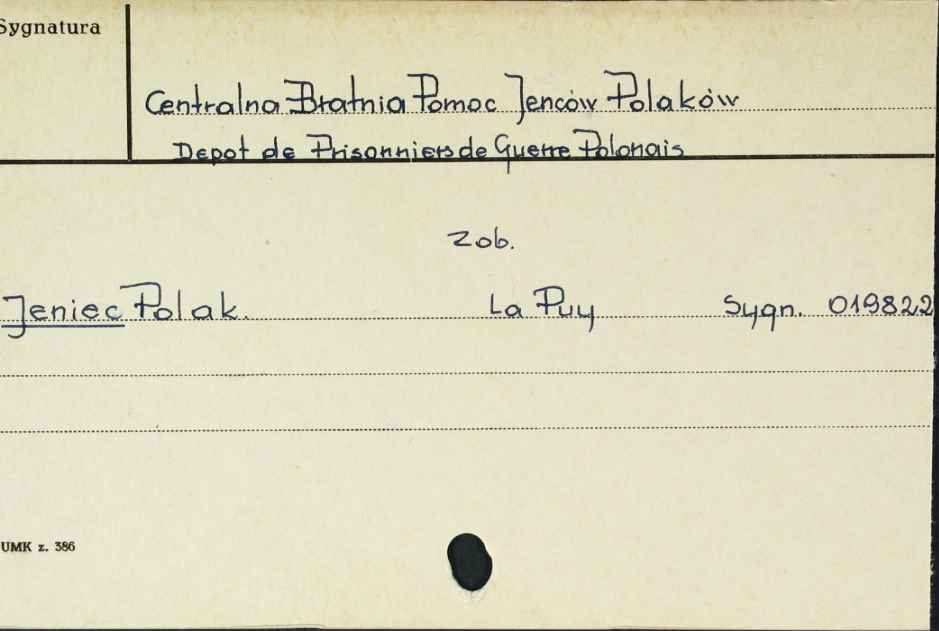 Sygnatura
Centralna Bratnia Pomoc Jenców Polaków
Depot de Prisonniers de Guerre Polonais
zob.
Jeniec Polak. La Puy Sygn. 019822
UMK z. 386